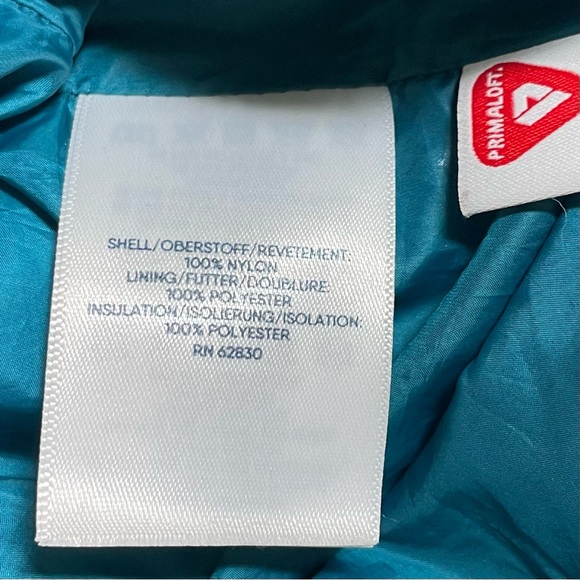 SHELL/OBERSTOFF/REVETEMENT:
100% NYLON
LINING/FUTTER/DOUBLURE:
100% POLYESTER
INSULATION/ISOLIERUNG/ISOLATION:
100% POLYESTER
RN 62830
PRIMALOFT.